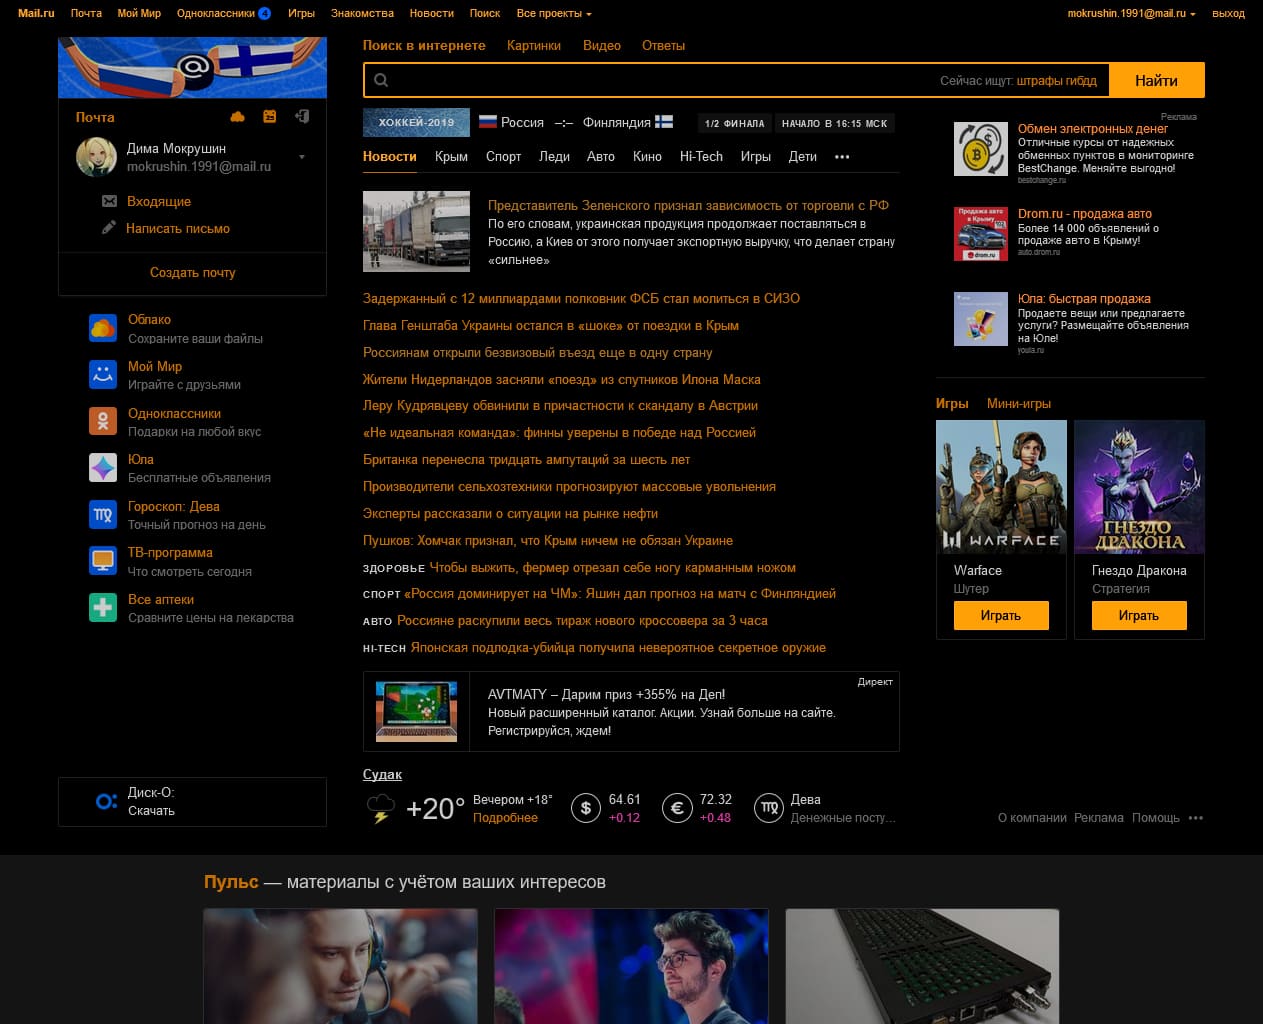 Mail.ru Почта Мой Мир Одноклассники 4 Игры Знакомства Новости Поиск Все проекты mokrushin.1991@mail.ru выход
Почта
Дима Мокрушин
mokrushin.1991@mail.ru
Входящие
Написать письмо
Создать почту
Облако
Сохраните ваши файлы
Мой Мир
Играйте с друзьями
Одноклассники
Подарки на любой вкус
Юла
Бесплатные объявления
Гороскоп: Дева
Точный прогноз на день
ТВ-программа
Что смотреть сегодня
Все аптеки
Сравните цены на лекарства
Диск-О:
Скачать
Поиск в интернете Картинки Видео Ответы
Сейчас ищут: штрафы гибдд Найти
ХОККЕЙ-2019 Россия –:– Финляндия 1/2 ФИНАЛА НАЧАЛО В 16:15 МСК
Новости Крым Спорт Леди Авто Кино Hi-Tech Игры Дети •••
Представитель Зеленского признал зависимость от торговли с РФ
По его словам, украинская продукция продолжает поставляться в
Россию, а Киев от этого получает экспортную выручку, что делает страну
«сильнее»
Задержанный с 12 миллиардами полковник ФСБ стал молиться в СИЗО
Глава Генштаба Украины остался в «шоке» от поездки в Крым
Россиянам открыли безвизовый въезд еще в одну страну
Жители Нидерландов засняли «поезд» из спутников Илона Маска
Леру Кудрявцеву обвинили в причастности к скандалу в Австрии
«Не идеальная команда»: финны уверены в победе над Россией
Британка перенесла тридцать ампутаций за шесть лет
Производители сельхозтехники прогнозируют массовые увольнения
Эксперты рассказали о ситуации на рынке нефти
Пушков: Хомчак признал, что Крым ничем не обязан Украине
ЗДОРОВЬЕ Чтобы выжить, фермер отрезал себе ногу карманным ножом
СПОРТ «Россия доминирует на ЧМ»: Яшин дал прогноз на матч с Финляндией
АВТО Россияне раскупили весь тираж нового кроссовера за 3 часа
HI-TECH Японская подлодка-убийца получила невероятное секретное оружие
Директ
AVTMATY – Дарим приз +355% на Деп!
Новый расширенный каталог. Акции. Узнай больше на сайте.
Регистрируйся, ждем!
Судак
+20° Вечером +18° $ 64.61 € 72.32 Дева
Подробнее +0.12 +0.48 Денежные посту...
Реклама
Обмен электронных денег
Отличные курсы от надежных
обменных пунктов в мониторинге
BestChange. Меняйте выгодно!
bestchange.ru
Продажа авто
в Крыму!
drom.ru
Drom.ru - продажа авто
Более 14 000 объявлений о
продаже авто в Крыму!
auto.drom.ru
Юла: быстрая продажа
Продаете вещи или предлагаете
услуги? Размещайте объявления
на Юле!
youla.ru
Игры Мини-игры
WARFACE
Warface
Шутер
Играть
ГНЕЗДО
ДРАКОНА
Гнездо Дракона
Стратегия
Играть
О компании Реклама Помощь •••
Пульс — материалы с учётом ваших интересов